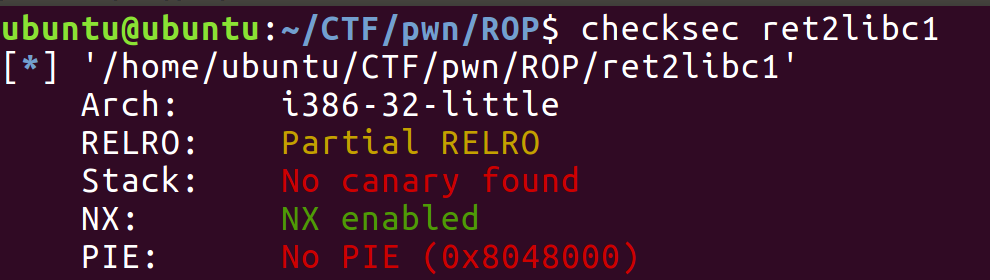 ubuntu@ubuntu:~/CTF/pwn/ROP$ checksec ret2libc1
[*] '/home/ubuntu/CTF/pwn/ROP/ret2libc1'
Arch: i386-32-little
RELRO: Partial RELRO
Stack: No canary found
NX: NX enabled
PIE: No PIE (0x8048000)